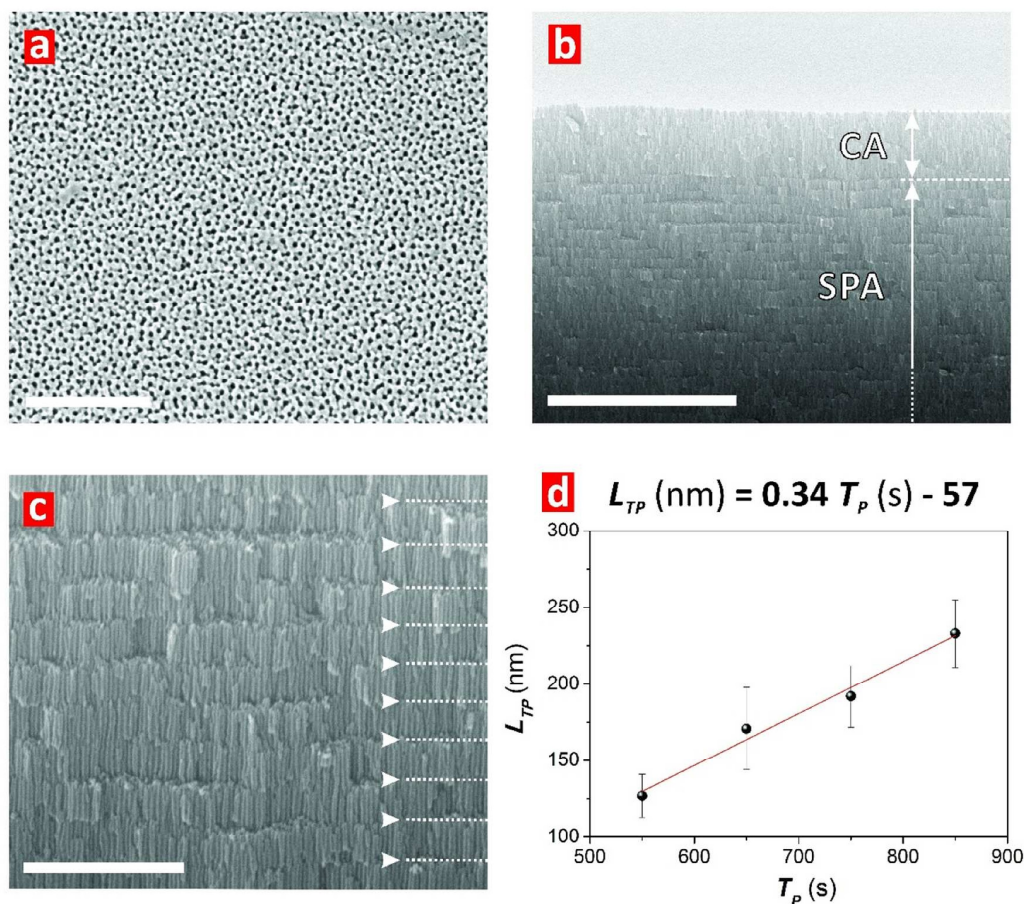 a
b
CA
SPA
c
d
L_TP (nm) = 0.34 T_P (s) - 57
300
250
200
150
100
L_TP (nm)
500 600 700 800 900
T_P (s)